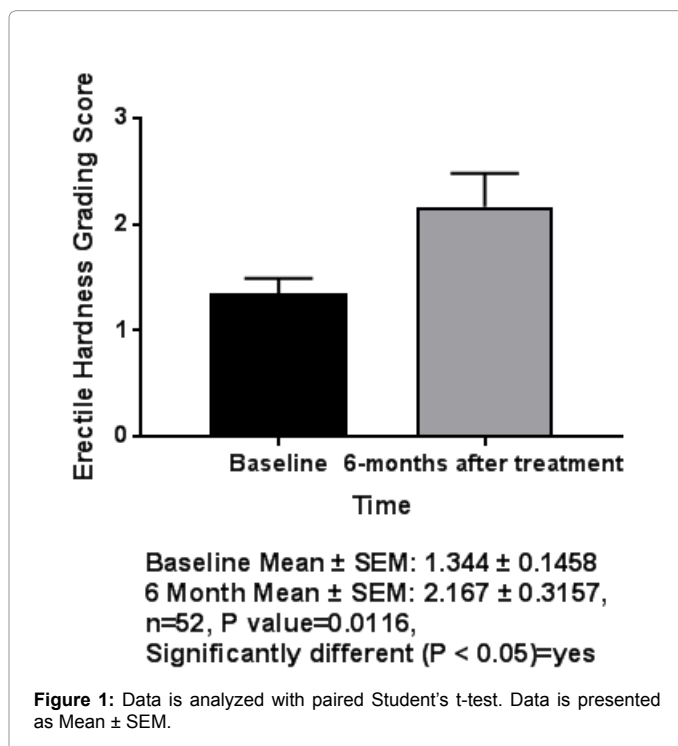 3
2
1
0
Erectile Hardness Grading Score
Baseline 6-months after treatment
Time
Baseline Mean ± SEM: 1.344 ± 0.1458
6 Month Mean ± SEM: 2.167 ± 0.3157,
n=52, P value=0.0116,
Significantly different (P < 0.05)=yes
Figure 1: Data is analyzed with paired Student’s t-test. Data is presented
as Mean ± SEM.